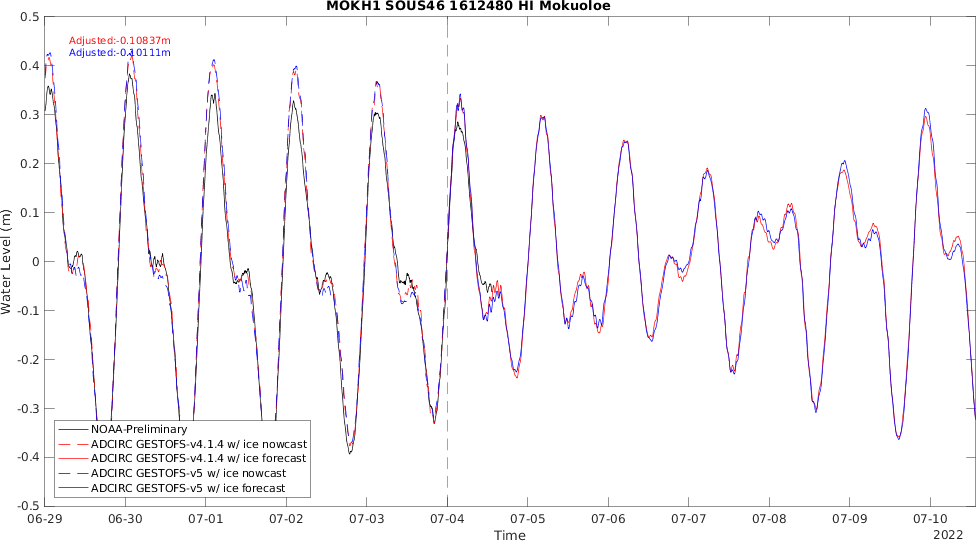 MOKH1 SOUS46 1612480 HI Mokuoloe
Adjusted:-0.10837m
Adjusted:-0.10111m
Water Level (m)
0.5
0.4
0.3
0.2
0.1
0
-0.1
-0.2
-0.3
-0.4
-0.5
NOAA-Preliminary
ADCIRC GESTOFS-v4.1.4 w/ ice nowcast
ADCIRC GESTOFS-v4.1.4 w/ ice forecast
ADCIRC GESTOFS-v5 w/ ice nowcast
ADCIRC GESTOFS-v5 w/ ice forecast
06-29 06-30 07-01 07-02 07-03 07-04 07-05 07-06 07-07 07-08 07-09 07-10
Time
2022